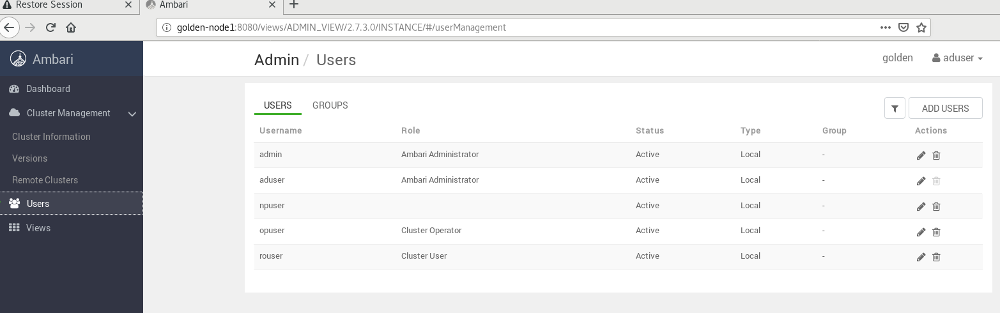 Restore Session
Ambari
golden-node1:8080/views/ADMIN_VIEW/2.7.3.0/INSTANCE/#/userManagement
Ambari
Admin / Users
golden
aduser
Dashboard
Cluster Management
Cluster Information
Versions
Remote Clusters
Users
Views
USERS GROUPS
ADD USERS
Username Role Status Type Group Actions
admin Ambari Administrator Active Local -
aduser Ambari Administrator Active Local -
npuser Active Local -
opuser Cluster Operator Active Local -
rouser Cluster User Active Local -